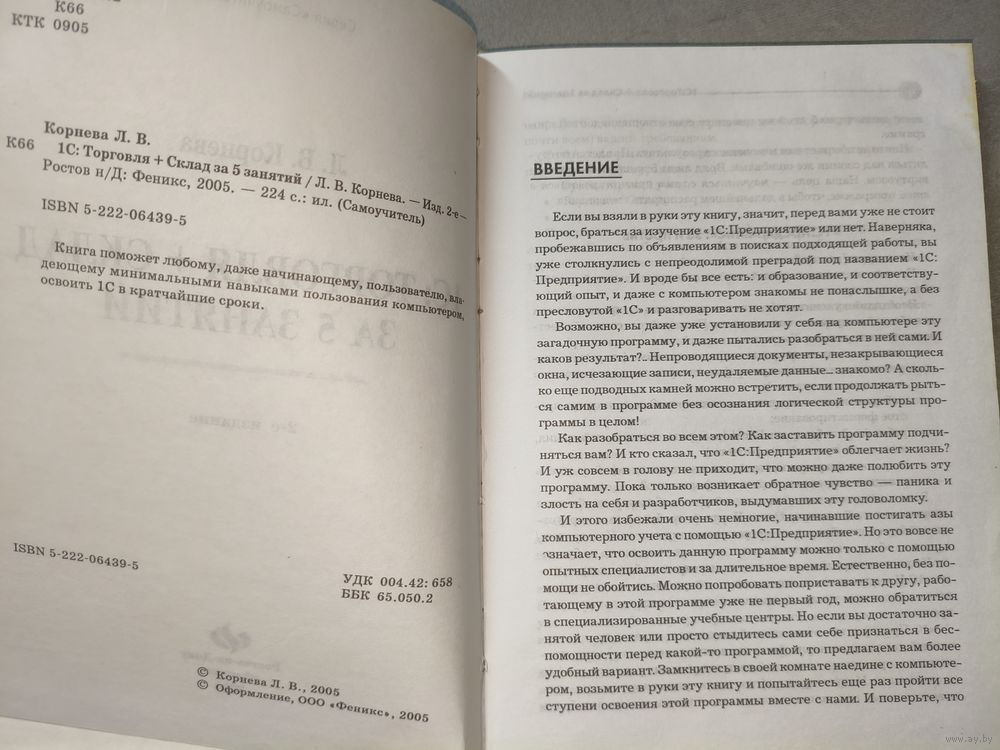 К66
КТК 0905
Корнева Л. В.
К66 1С: Торговля + Склад за 5 занятий / Л. В. Корнева. — Изд. 2-е —
Ростов н/Д: Феникс, 2005. — 224 с.: ил. (Самоучитель)
ISBN 5-222-06439-5
Книга поможет любому, даже начинающему, пользователю, вла-
деющему минимальными навыками пользования компьютером,
освоить 1С в кратчайшие сроки.
ISBN 5-222-06439-5
УДК 004.42: 658
ББК 65.050.2
© Корнева Л. В., 2005
© Оформление, ООО «Феникс», 2005
ВВЕДЕНИЕ
Если вы взяли в руки эту книгу, значит, перед вами уже не стоит
вопрос, браться за изучение «1С:Предприятие» или нет. Наверняка,
пробежавшись по объявлениям в поисках подходящей работы, вы
уже столкнулись с непреодолимой преградой под названием «1С:
Предприятие». И вроде бы все есть: и образование, и соответству-
ющий опыт, и даже с компьютером знакомы не понаслышке, а без
пресловутой «1С» и разговаривать не хотят.
Возможно, вы даже уже установили у себя на компьютере эту
загадочную программу, и даже пытались разобраться в ней сами. И
каков результат?.. Непроводящиеся документы, незакрывающиеся
окна, исчезающие записи, неудаляемые данные... знакомо? А сколь-
ко еще подводных камней можно встретить, если продолжать рыть-
ся самим в программе без осознания логической структуры про-
граммы в целом!
Как разобраться во всем этом? Как заставить программу подчи-
няться вам? И кто сказал, что «1С:Предприятие» облегчает жизнь?
И уж совсем в голову не приходит, что можно даже полюбить эту
программу. Пока только возникает обратное чувство — паника и
злость на себя и разработчиков, выдумавших эту головоломку.
И этого избежали очень немногие, начинавшие постигать азы
компьютерного учета с помощью «1С:Предприятие». Но это вовсе не
означает, что освоить данную программу можно только с помощью
опытных специалистов и за длительное время. Естественно, без по-
мощи не обойтись. Можно попробовать поприставать к другу, рабо-
тающему в этой программе уже не первый год, можно обратиться
в специализированные учебные центры. Но если вы достаточно за-
нятой человек или просто стыдитесь сами себе признаться в бес-
помощности перед какой-то программой, то предлагаем вам более
удобный вариант. Замкнитесь в своей комнате наедине с компьюте-
ром, возьмите в руки эту книгу и попытайтесь еще раз пройти все
ступени освоения этой программы вместе с нами. И поверьте, что
www.ay.by